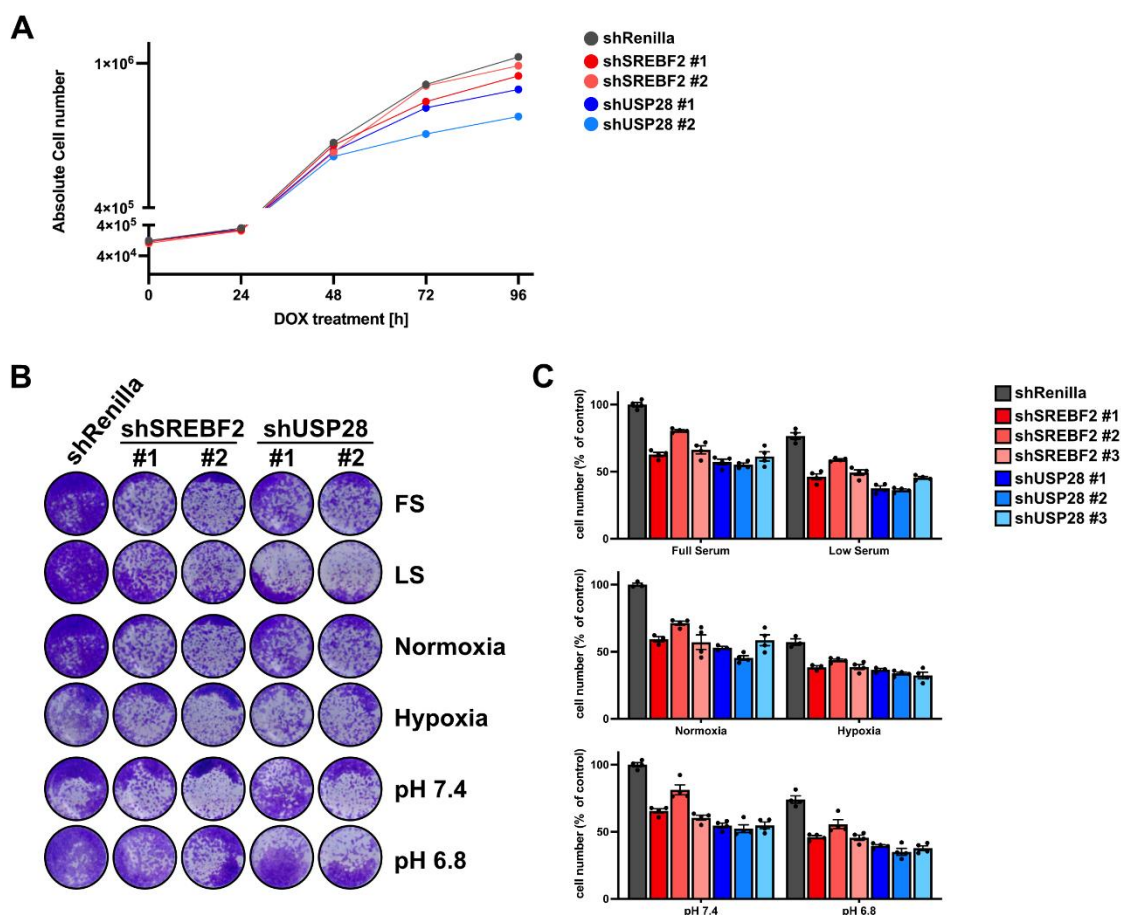 A
Absolute Cell number
1×10⁶
4×10⁵
4×10⁵
4×10⁴
0 24 48 72 96
DOX treatment [h]
shRenilla
shSREBF2 #1
shSREBF2 #2
shUSP28 #1
shUSP28 #2
B
shRenilla
shSREBF2 shUSP28
#1 #2 #1 #2
FS
LS
Normoxia
Hypoxia
pH 7.4
pH 6.8
C
cell number (% of control)
100
50
0
Full Serum Low Serum
cell number (% of control)
100
50
0
Normoxia Hypoxia
cell number (% of control)
100
50
0
pH 7.4 pH 6.8
shRenilla
shSREBF2 #1
shSREBF2 #2
shSREBF2 #3
shUSP28 #1
shUSP28 #2
shUSP28 #3